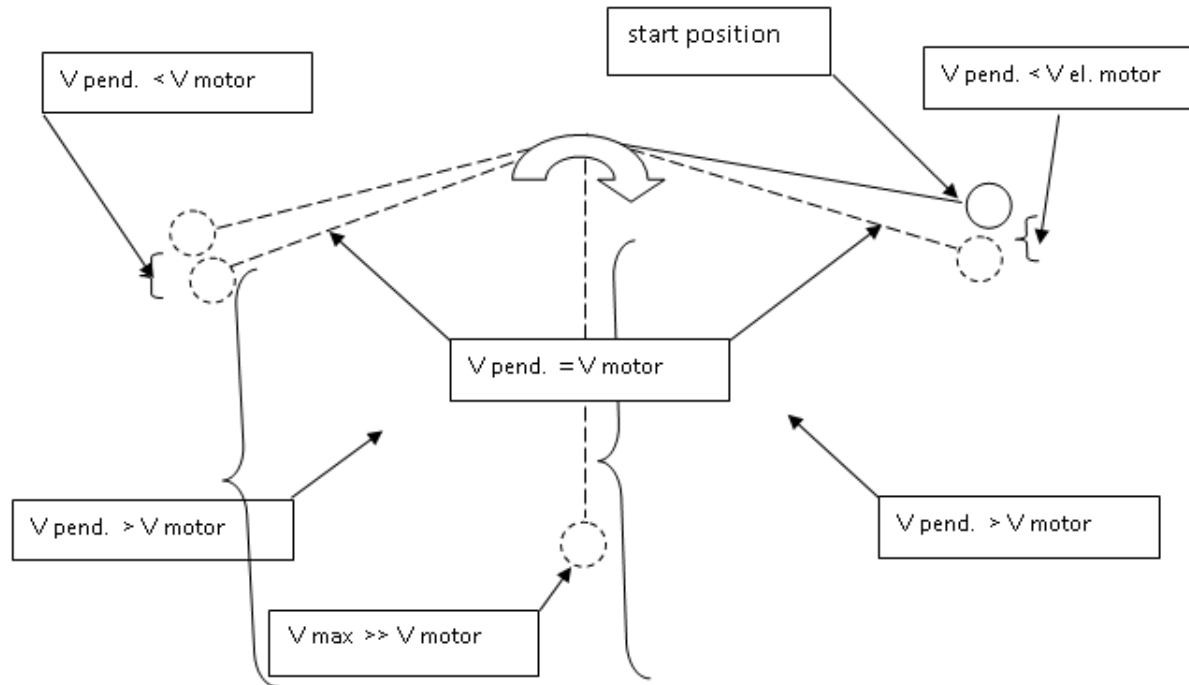 start position
V pend. < V motor
V pend. < V el. motor
V pend. = V motor
V pend. > V motor
V pend. > V motor
V max >> V motor